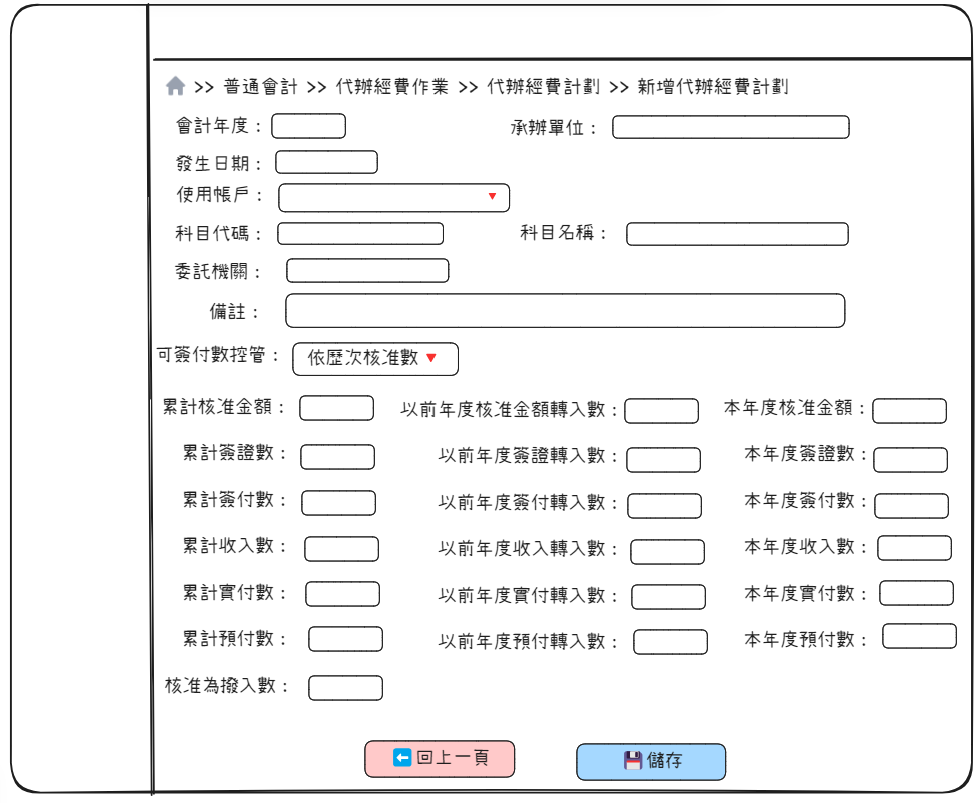 >> 普通會計 >> 代辦經費作業 >> 代辦經費計劃 >> 新增代辦經費計劃
會計年度： 承辦單位：
發生日期：
使用帳戶：
科目代碼： 科目名稱：
委託機關：
備註：
可簽付數控管： 依歷次核准數
累計核准金額： 以前年度核准金額轉入數： 本年度核准金額：
累計簽證數： 以前年度簽證轉入數： 本年度簽證數：
累計簽付數： 以前年度簽付轉入數： 本年度簽付數：
累計收入數： 以前年度收入轉入數： 本年度收入數：
累計實付數： 以前年度實付轉入數： 本年度實付數：
累計預付數： 以前年度預付轉入數： 本年度預付數：
核准為撥入數：
回上一頁 儲存